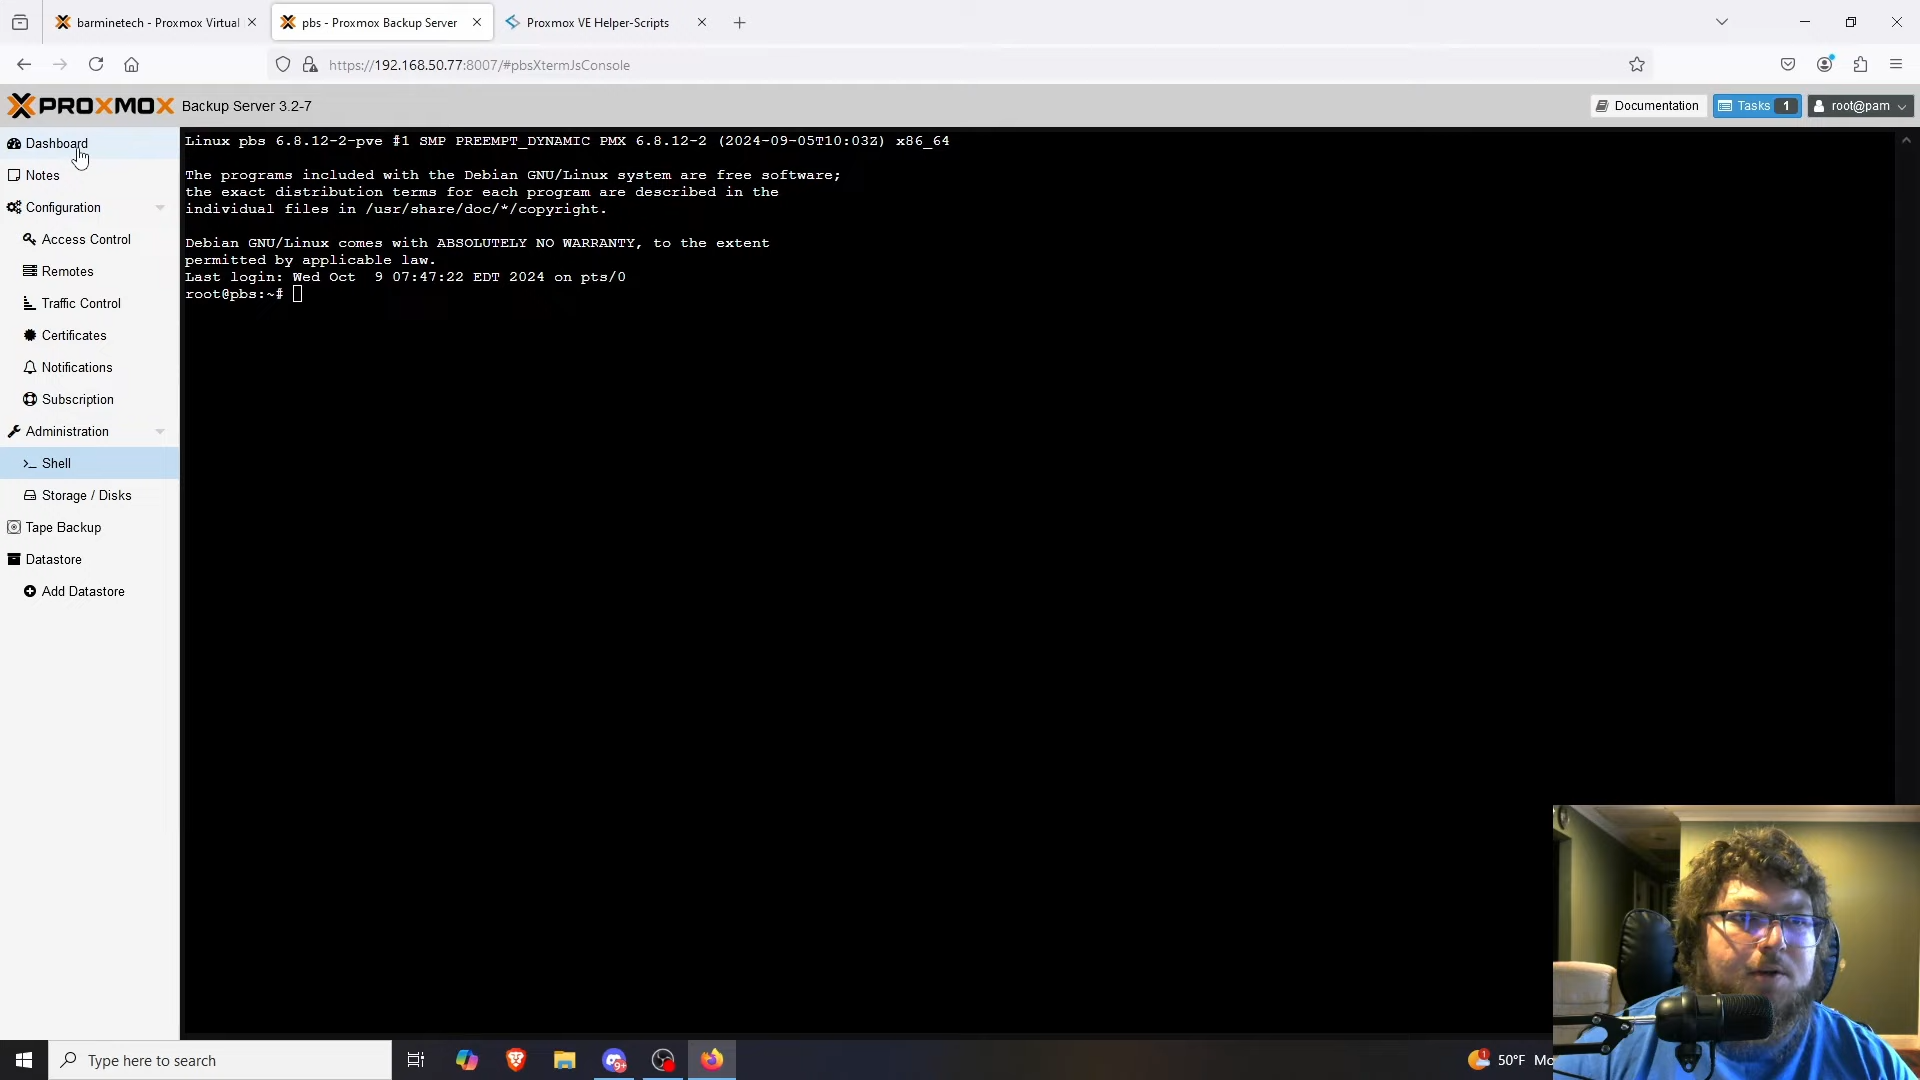 barminetech - Proxmox Virtual
pbs - Proxmox Backup Server
Proxmox VE Helper-Scripts
https://192.168.50.77:8007/#pbsXtermJsConsole
PROXMOX Backup Server 3.2-7
Documentation
Tasks 1
root@pam
Dashboard
Notes
Configuration
Access Control
Remotes
Traffic Control
Certificates
Notifications
Subscription
Administration
Shell
Storage / Disks
Tape Backup
Datastore
Add Datastore
Linux pbs 6.8.12-2-pve #1 SMP PREEMPT_DYNAMIC PMX 6.8.12-2 (2024-09-05T10:03Z) x86_64
The programs included with the Debian GNU/Linux system are free software;
the exact distribution terms for each program are described in the
individual files in /usr/share/doc/*/copyright.
Debian GNU/Linux comes with ABSOLUTELY NO WARRANTY, to the extent
permitted by applicable law.
Last login: Wed Oct  9 07:47:22 EDT 2024 on pts/0
root@pbs:~#
Type here to search
9+
1
50°F Mo